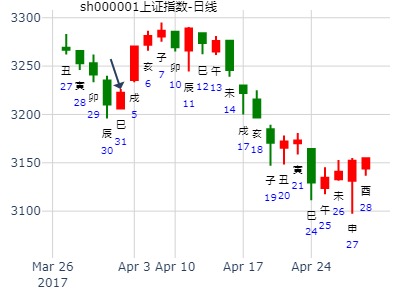 sh000001上证指数-日线
3300
3250
3200
3150
3100
丑
27
寅
28
卯
29
辰
30
巳
31
戌
5
亥
6
子
7
卯
10
辰
11
巳
12
午
13
未
14
戌
17
亥
18
子
19
丑
20
寅
21
巳
24
午
25
未
26
申
27
酉
28
Mar 26
2017
Apr 3
Apr 10
Apr 17
Apr 24